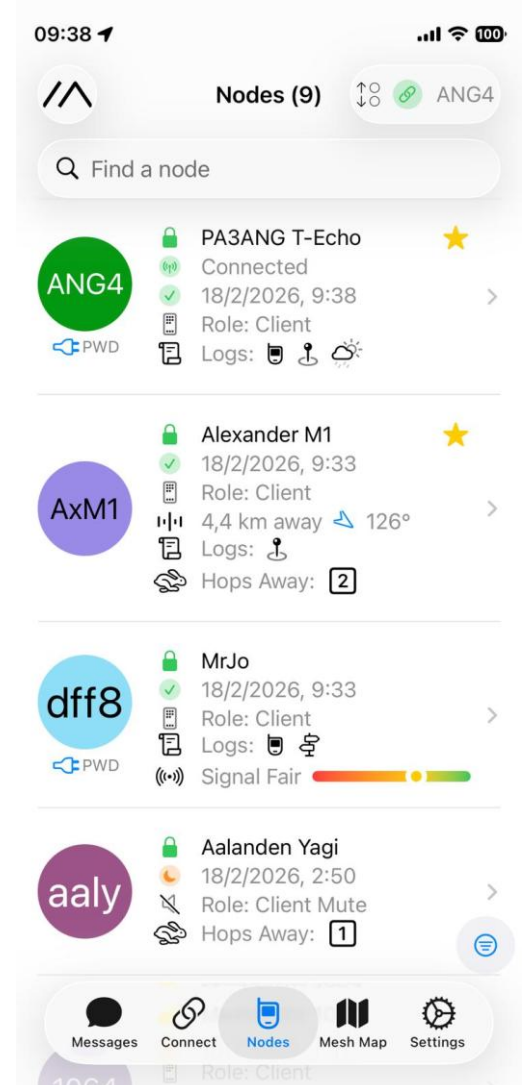 09:38
100
Nodes (9)
ANG4
Find a node
ANG4
PWD
PA3ANG T-Echo
Connected
18/2/2026, 9:38
Role: Client
Logs:
AxM1
Alexander M1
18/2/2026, 9:33
Role: Client
4,4 km away 126°
Logs:
Hops Away: 2
dff8
PWD
MrJo
18/2/2026, 9:33
Role: Client
Logs:
Signal Fair
aaly
Aalanden Yagi
18/2/2026, 2:50
Role: Client Mute
Hops Away: 1
Messages
Connect
Nodes
Mesh Map
Settings
Role: Client